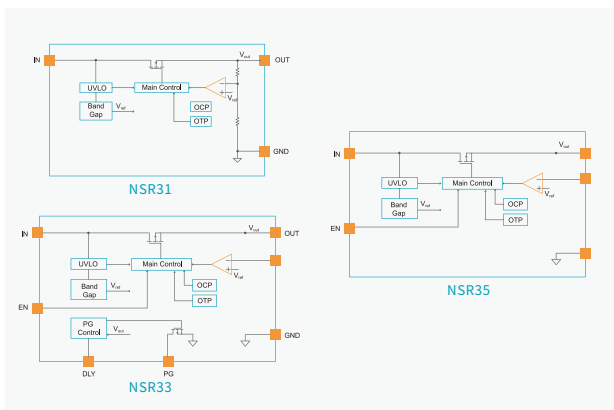 Vout
IN
OUT
UVLO
Main Control
Band
Gap
Vref
Vref
OCP
OTP
GND
NSR31
Vout
IN
OUT
UVLO
Main Control
Band
Gap
Vref
Vref
OCP
OTP
EN
PG
Control
Vout
GND
DLY
PG
NSR33
Vout
IN
UVLO
Main Control
Band
Gap
Vref
Vref
OCP
OTP
EN
NSR35